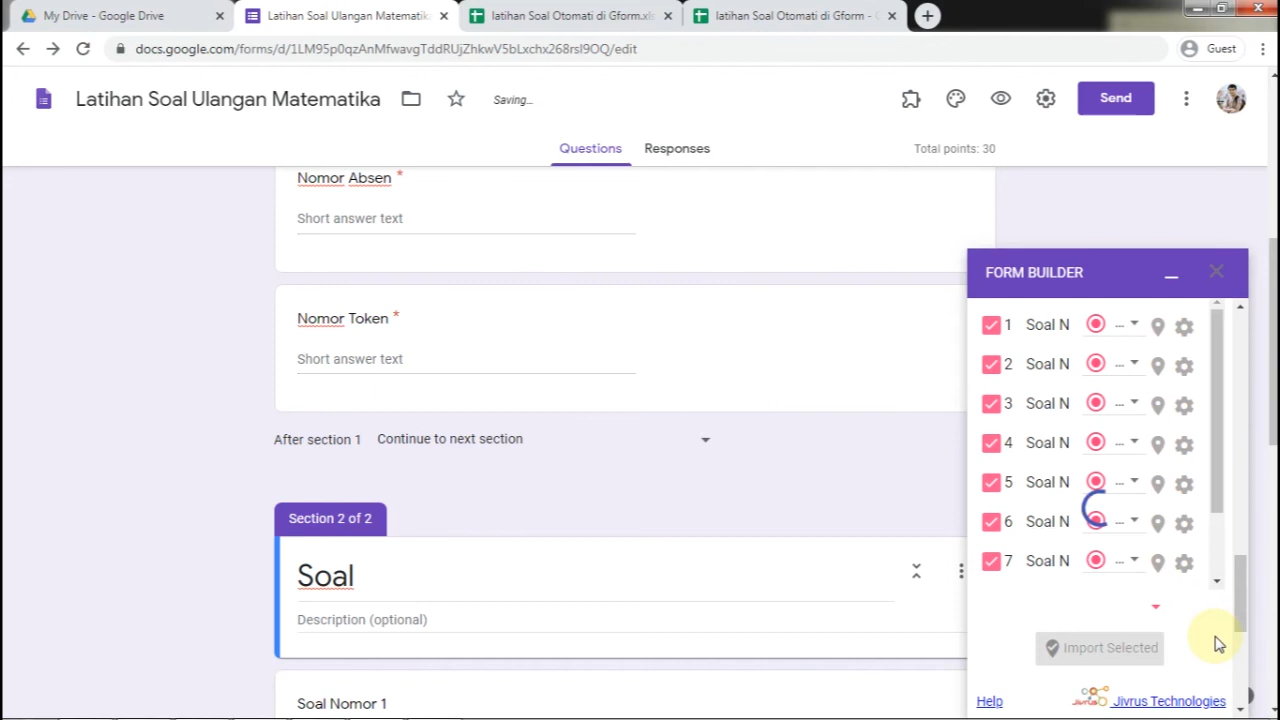 My Drive - Google Drive
Latihan Soal Ulangan Matematik
latihan Soal Otomati di Gform.xls
latihan Soal Otomati di Gform -
docs.google.com/forms/d/1LM95p0qzAnMfwavgTddRUjZhkwV5bLxchx268rsl9OQ/edit
Guest
Latihan Soal Ulangan Matematika
Saving...
Send
Questions
Responses
Total points: 30
Nomor Absen *
Short answer text
Nomor Token *
Short answer text
After section 1 Continue to next section
Section 2 of 2
Soal
Description (optional)
Soal Nomor 1
FORM BUILDER
1 Soal N ...
2 Soal N ...
3 Soal N ...
4 Soal N ...
5 Soal N ...
6 Soal N ...
7 Soal N ...
Import Selected
Help
Jivrus Technologies